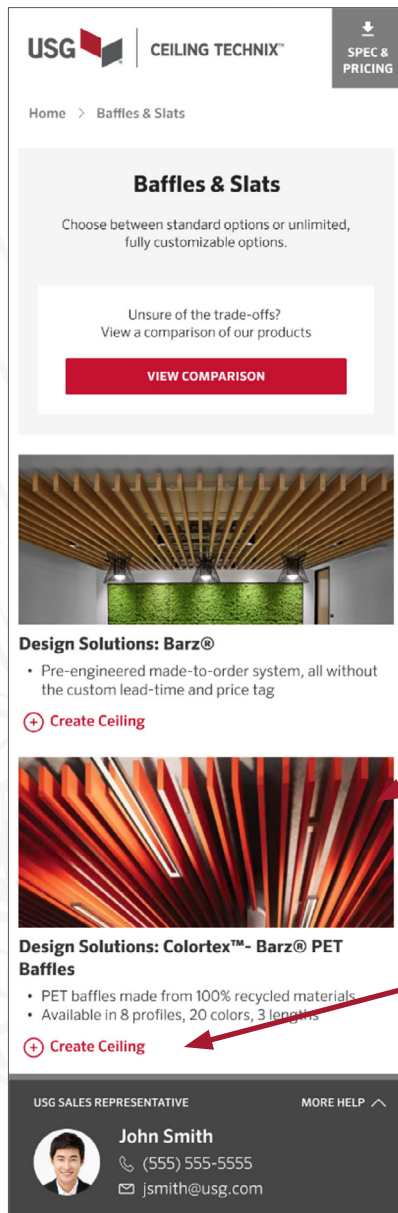 USG
CEILING TECHNIX™
SPEC &
PRICING
Home > Baffles & Slats
Baffles & Slats
Choose between standard options or unlimited,
fully customizable options.
Unsure of the trade-offs?
View a comparison of our products
VIEW COMPARISON
Design Solutions: Barz®
• Pre-engineered made-to-order system, all without
the custom lead-time and price tag
Create Ceiling
Design Solutions: Colortex™- Barz® PET
Baffles
• PET baffles made from 100% recycled materials
• Available in 8 profiles, 20 colors, 3 lengths
Create Ceiling
USG SALES REPRESENTATIVE
MORE HELP
John Smith
(555) 555-5555
jsmith@usg.com